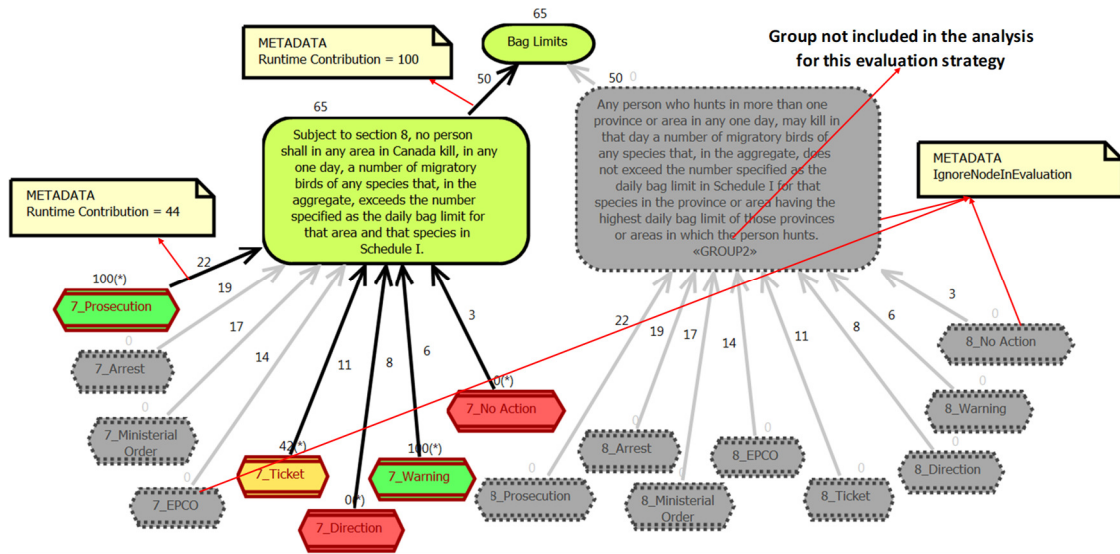 65
Bag Limits
METADATA
Runtime Contribution = 100
50
Group not included in the analysis
for this evaluation strategy
50
0
65
Subject to section 8, no person
shall in any area in Canada kill, in any
one day, a number of migratory
birds of any species that, in the
aggregate, exceeds the number
specified as the daily bag limit for
that area and that species in
Schedule I.
Any person who hunts in more than one
province or area in any one day, may kill in
that day a number of migratory birds of
any species that, in the aggregate, does
not exceed the number specified as the
daily bag limit in Schedule I for that
species in the province or area having the
highest daily bag limit of those provinces
or areas in which the person hunts.
«GROUP2»
METADATA
IgnoreNodeInEvaluation
METADATA
Runtime Contribution = 44
22
19
17
14
11
8
6
3
22
19
17
14
11
8
6
3
100(*)
7_Prosecution
0
7_Arrest
0
7_Ministerial
Order
0
7_EPCO
42(*)
7_Ticket
0(*)
7_Direction
100(*)
7_Warning
0(*)
7_No Action
0
8_Prosecution
0
8_Arrest
0
8_Ministerial
Order
0
8_EPCO
0
8_Ticket
0
8_Direction
0
8_Warning
0
8_No Action